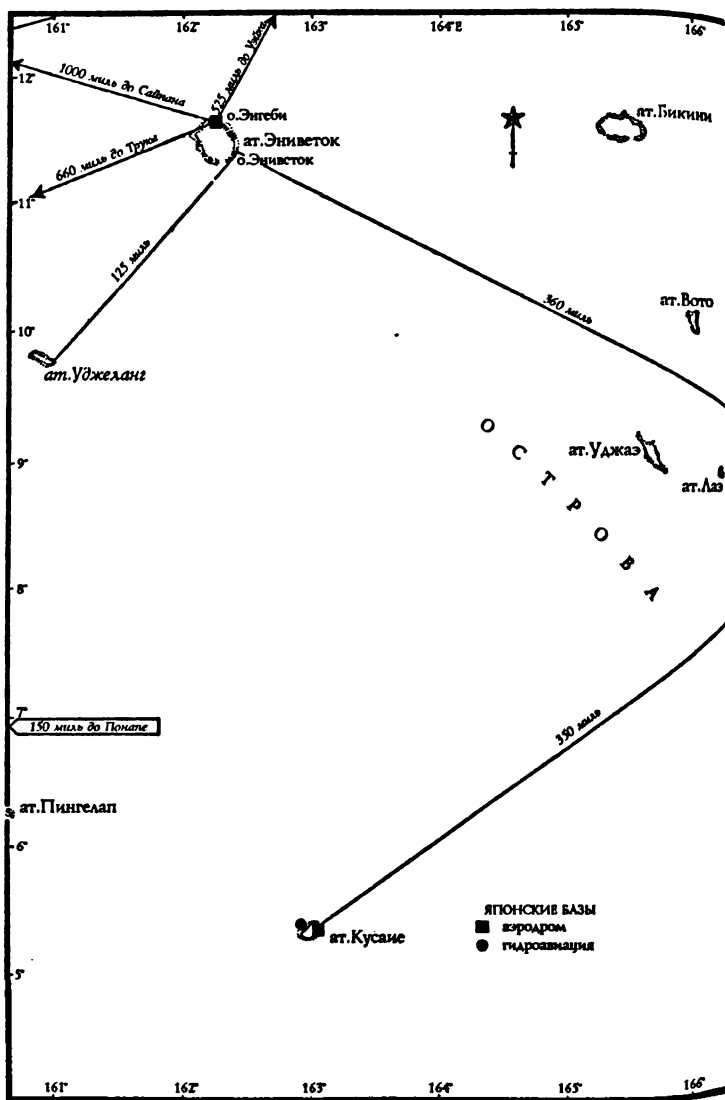 161° 162° 163° 164°E 165° 166°
12°
1000 миль до Сайпана
525 миль до Уэйка
о.Энгеби
ат.Эниветок
о.Эниветок
ат.Бикини
660 миль до Трука
11°
125 миль
360 миль
ат.Вото
10°
ат.Уджеланг
ОСТРОВА
ат.Уджаэ
ат.Лаэ
9°
8°
7°
150 миль до Понапе
350 миль
ат.Пингелап
6°
ЯПОНСКИЕ БАЗЫ
аэродром
гидроавиация
ат.Кусаие
5°
161° 162° 163° 164° 165° 166°